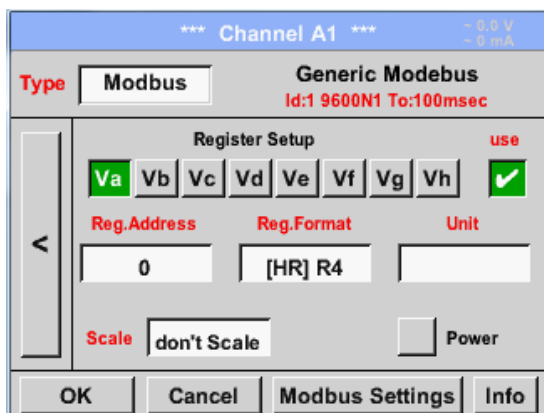 *** Channel A1 ***
~ 0.0 V
~ 0 mA
Type
Modbus
Generic Modebus
Id:1 9600N1 To:100msec
<
Register Setup
use
Va Vb Vc Vd Ve Vf Vg Vh
Reg.Address
Reg.Format
Unit
0
[HR] R4
Scale
don't Scale
Power
OK
Cancel
Modbus Settings
Info